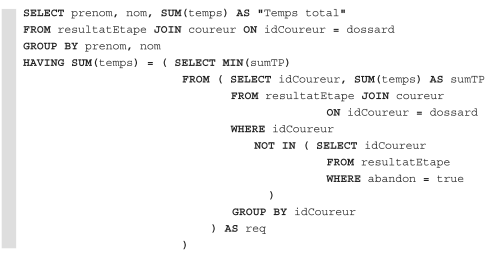 SELECT prenom, nom, SUM(temps) AS "Temps total"
FROM resultatEtape JOIN coureur ON idCoureur = dossard
GROUP BY prenom, nom
HAVING SUM(temps) = ( SELECT MIN(sumTP)
FROM ( SELECT idCoureur, SUM(temps) AS sumTP
FROM resultatEtape JOIN coureur
ON idCoureur = dossard
WHERE idCoureur
NOT IN ( SELECT idCoureur
FROM resultatEtape
WHERE abandon = true
)
GROUP BY idCoureur
) AS req
)